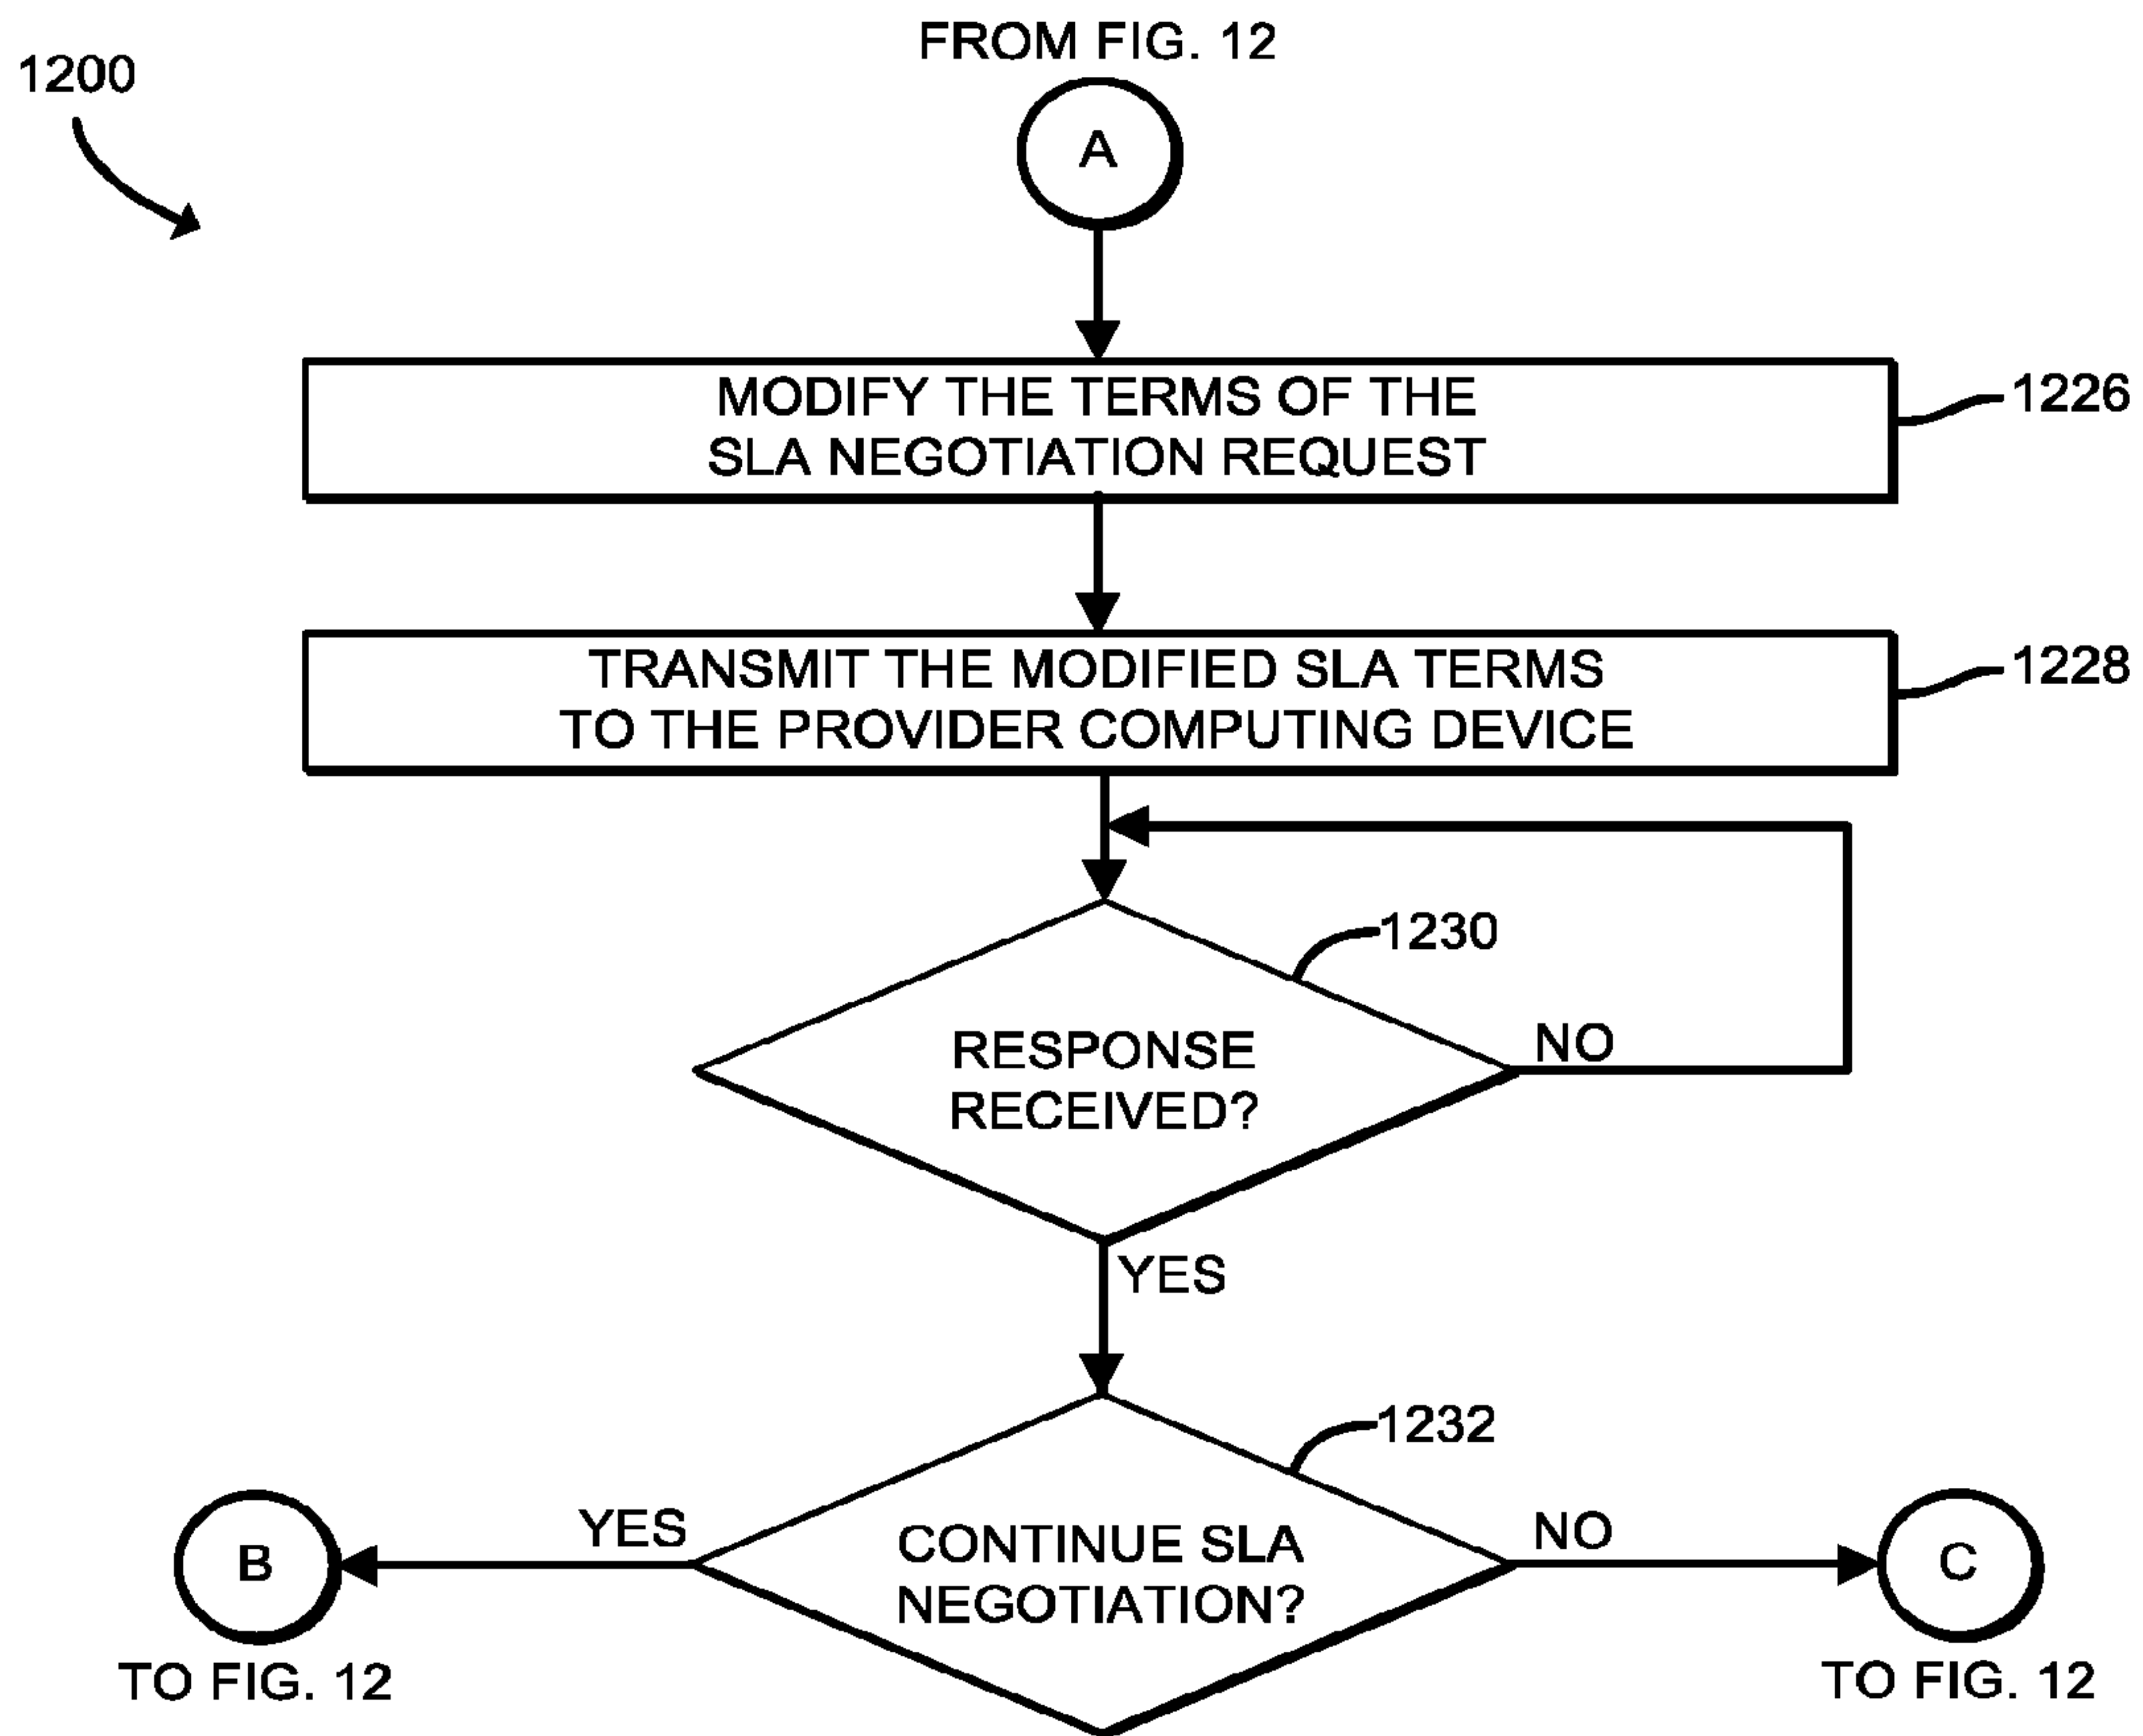 FROM FIG. 12
1200
A
MODIFY THE TERMS OF THE
SLA NEGOTIATION REQUEST
1226
TRANSMIT THE MODIFIED SLA TERMS
TO THE PROVIDER COMPUTING DEVICE
1228
1230
RESPONSE
RECEIVED?
NO
YES
1232
CONTINUE SLA
NEGOTIATION?
YES
NO
B
C
TO FIG. 12
TO FIG. 12